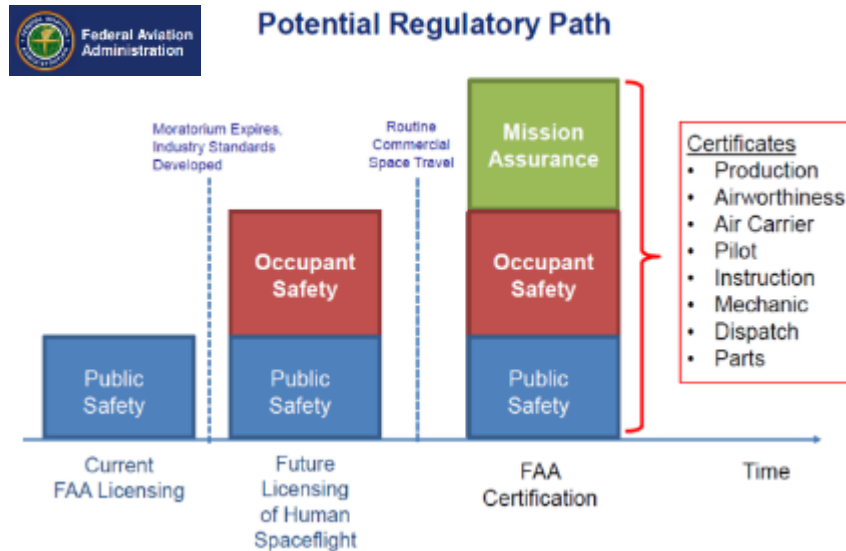 Federal Aviation
Administration
Potential Regulatory Path
Moratorium Expires,
Industry Standards
Developed
Routine
Commercial
Space Travel
Mission
Assurance
Occupant
Safety
Occupant
Safety
Public
Safety
Public
Safety
Public
Safety
Certificates
• Production
• Airworthiness
• Air Carrier
• Pilot
• Instruction
• Mechanic
• Dispatch
• Parts
Current
FAA Licensing
Future
Licensing
of Human
Spaceflight
FAA
Certification
Time